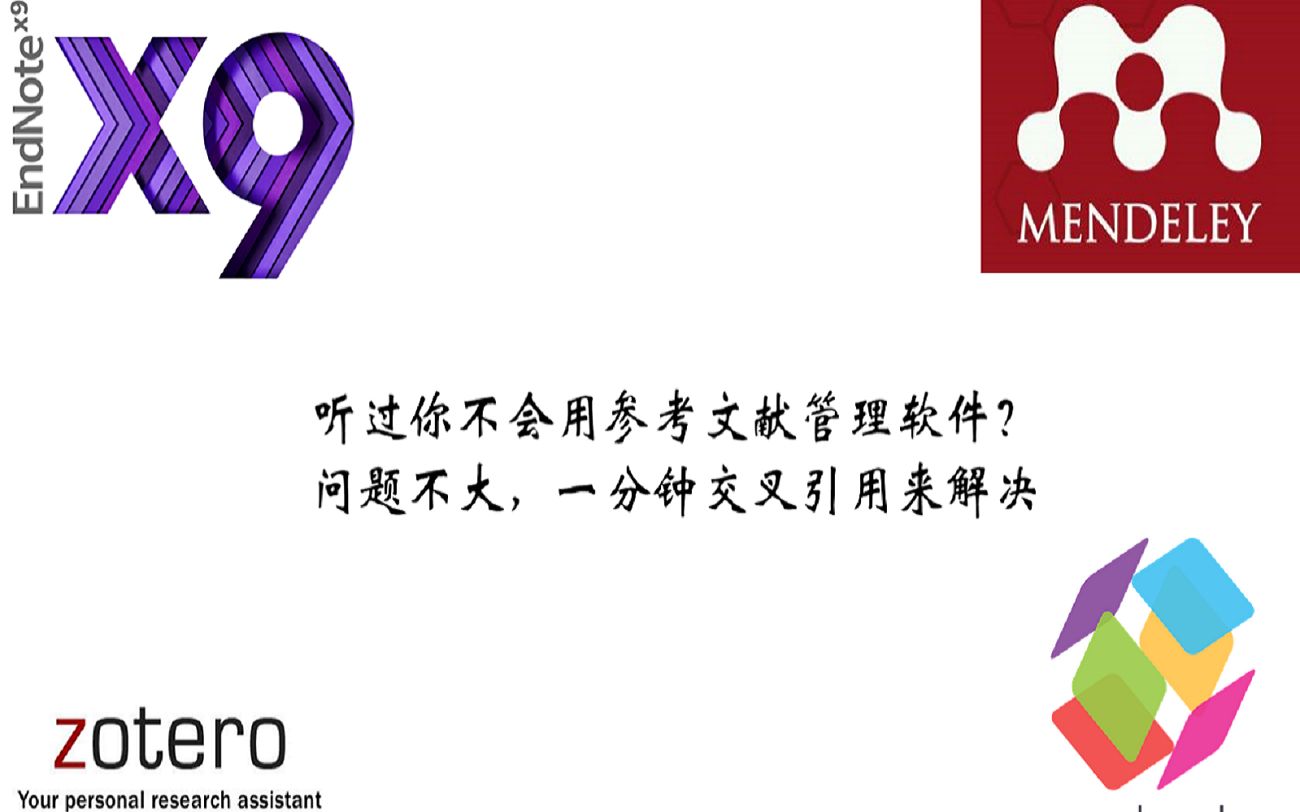 EndNote x9
X9
MENDELEY
听过你不会用参考文献管理软件?
问题不大,一分钟交叉引用来解决
zotero
Your personal research assistant